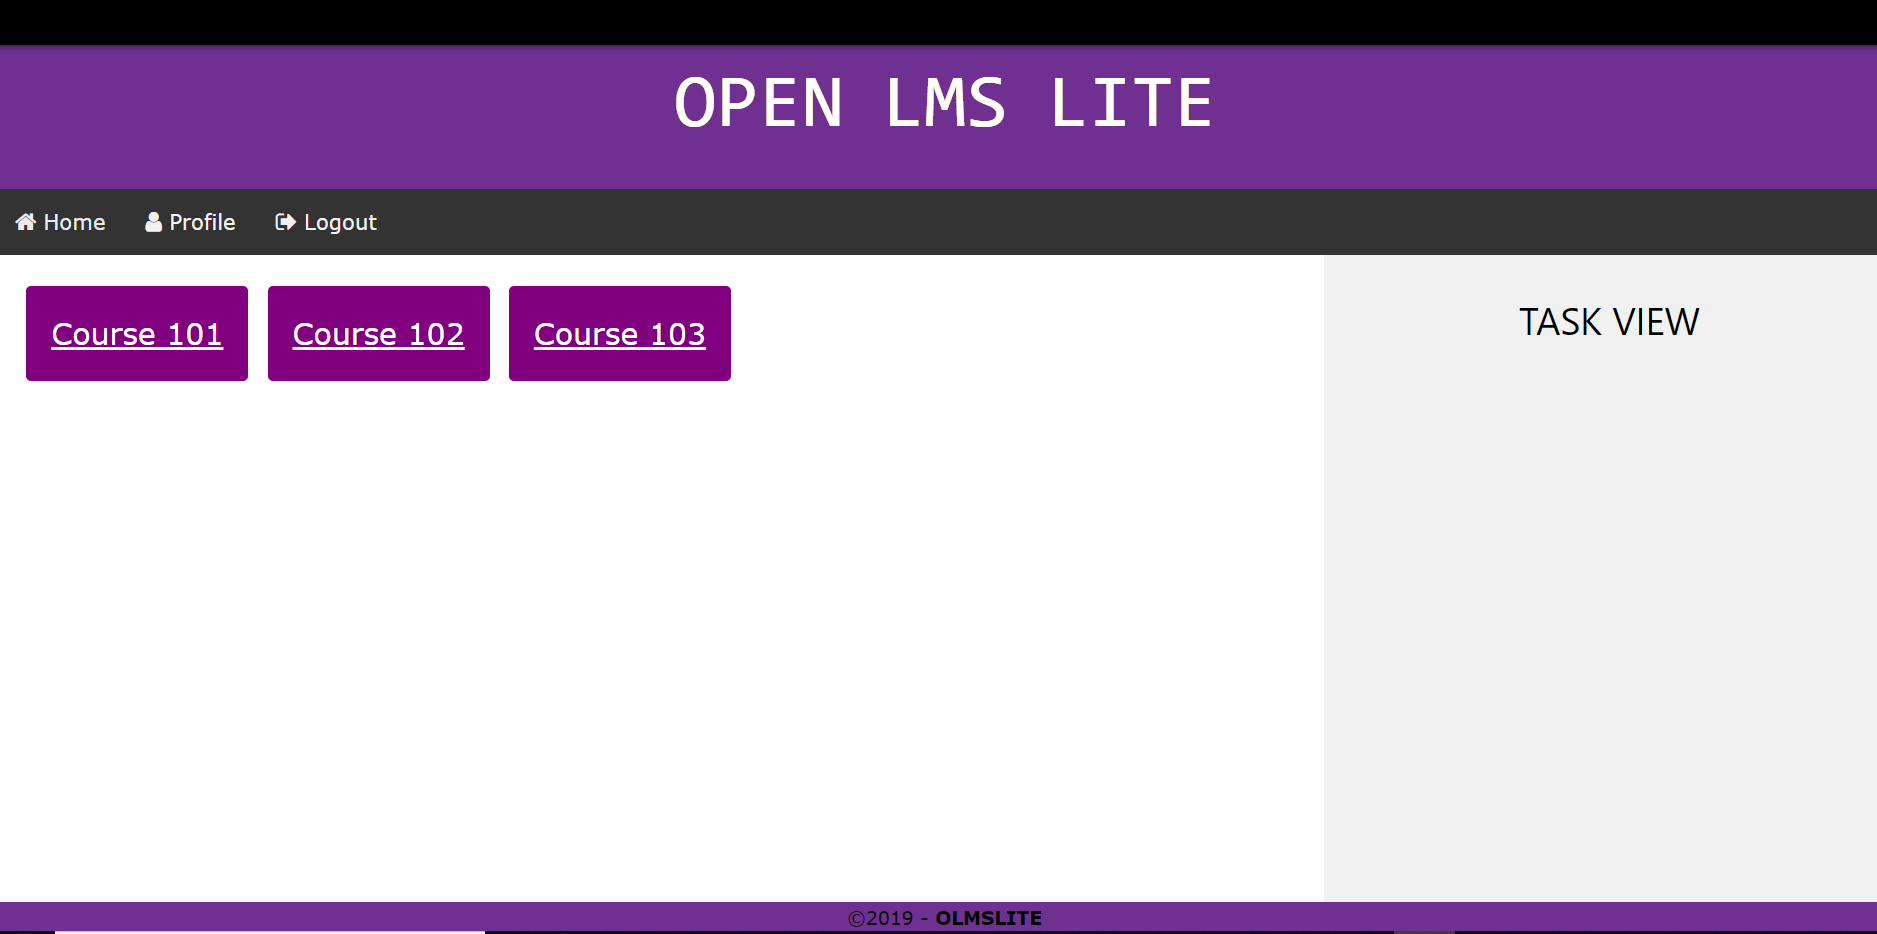 OPEN LMS LITE
Home Profile Logout
Course 101 Course 102 Course 103
TASK VIEW
©2019 - OLMSLITE